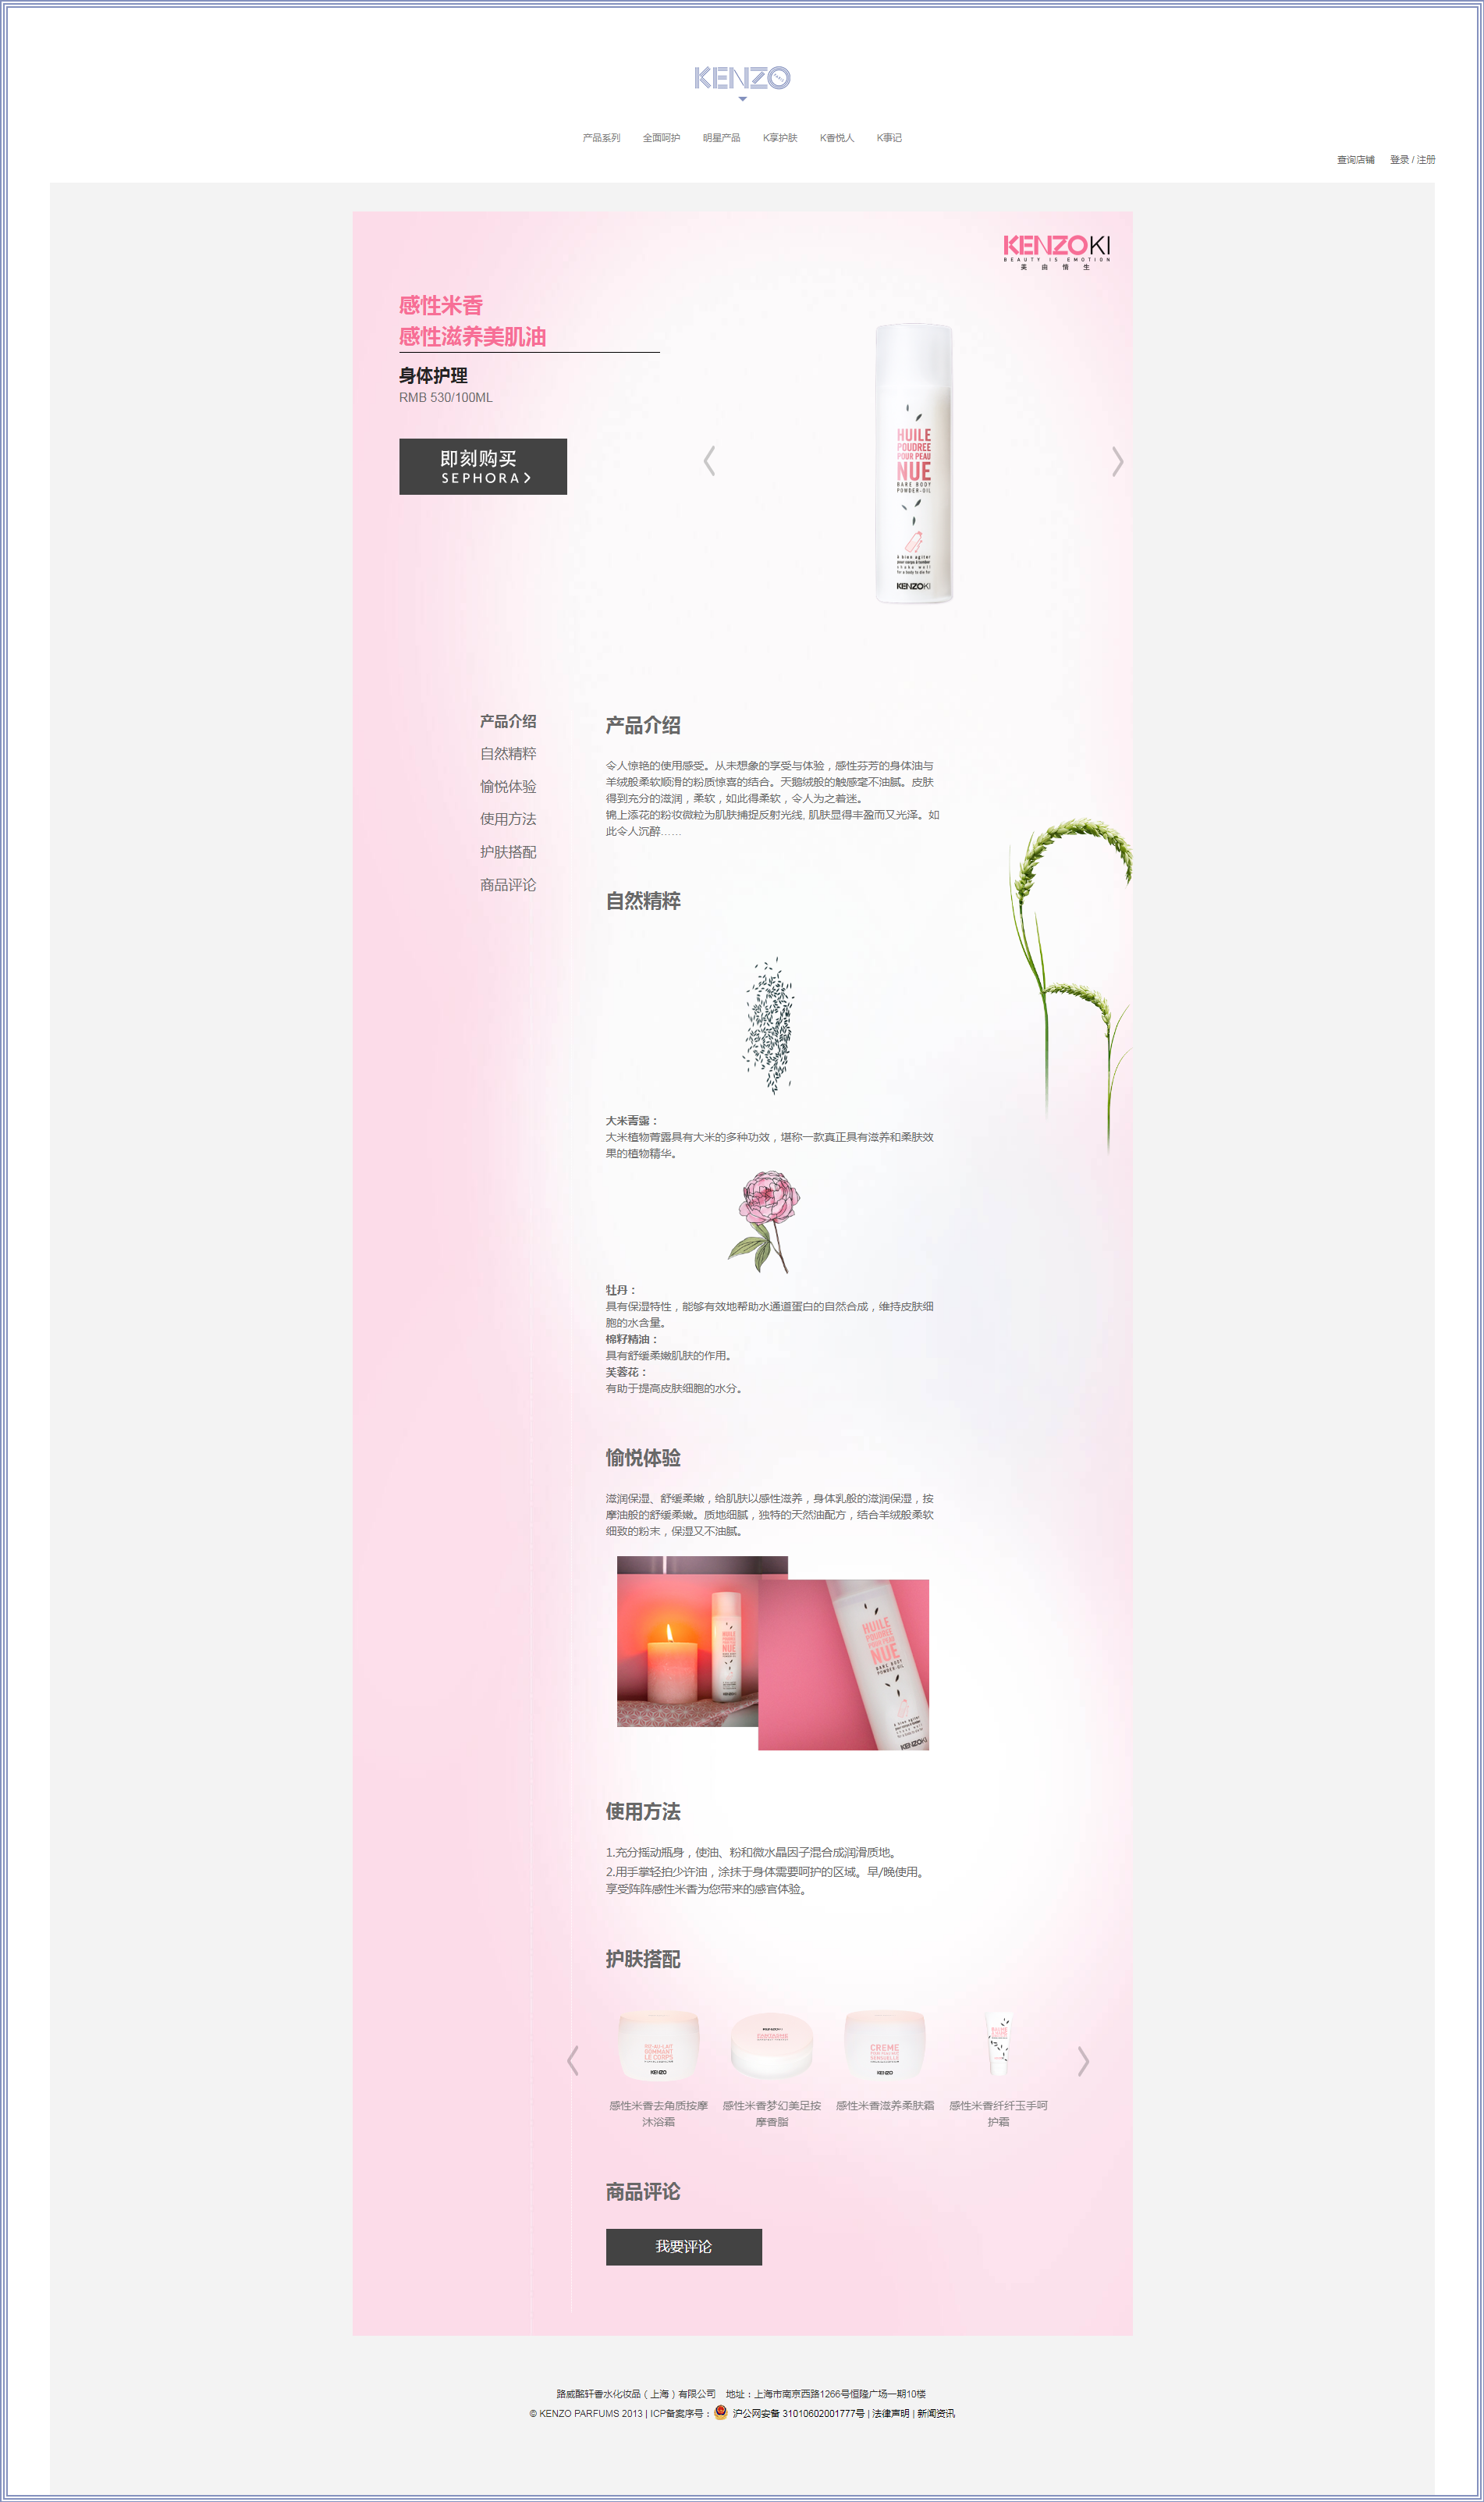 KENZO
产品系列 全面呵护 明星产品 K享护肤 K香悦人 K事记
查询店铺 登录 / 注册
KENZOKI
BEAUTY IS EMOTION
美 由 情 生
感性米香
感性滋养美肌油
身体护理
RMB 530/100ML
即刻购买
SEPHORA
HUILE
POUDRÉE
POUR PEAU
NUE
BARE BODY
POWDER-OIL
à bien agiter
shake well
for a body to die for
KENZOKI
产品介绍
自然精粹
愉悦体验
使用方法
护肤搭配
商品评论
产品介绍
令人惊艳的使用感受。从未想象的享受与体验，感性芬芳的身体油与
羊绒般柔软顺滑的粉质惊喜的结合。天鹅绒般的触感毫不油腻。皮肤
得到充分的滋润，柔软，如此得柔软，令人为之着迷。
锦上添花的粉妆微粒为肌肤捕捉反射光线, 肌肤显得丰盈而又光泽。如
此令人沉醉……
自然精粹
大米菁露：
大米植物菁露具有大米的多种功效，堪称一款真正具有滋养和柔肤效
果的植物精华。
牡丹：
具有保湿特性，能够有效地帮助水通道蛋白的自然合成，维持皮肤细
胞的水含量。
棉籽精油：
具有舒缓柔嫩肌肤的作用。
芙蓉花：
有助于提高皮肤细胞的水分。
愉悦体验
滋润保湿、舒缓柔嫩，给肌肤以感性滋养，身体乳般的滋润保湿，按
摩油般的舒缓柔嫩。质地细腻，独特的天然油配方，结合羊绒般柔软
细致的粉末，保湿又不油腻。
HUILE
POUDRÉE
POUR PEAU
NUE
HUILE
POUDRÉE
POUR PEAU
NUE
BARE BODY
POWDER-OIL
KENZOKI
使用方法
1.充分摇动瓶身，使油、粉和微水晶因子混合成润滑质地。
2.用手掌轻拍少许油，涂抹于身体需要呵护的区域。早/晚使用。
享受阵阵感性米香为您带来的感官体验。
护肤搭配
LE CORPS
KENZO
KENZOKI
CREME
SENSUELLE
KENZO
感性米香去角质按摩
沐浴霜
感性米香梦幻美足按
摩香脂
感性米香滋养柔肤霜
感性米香纤纤玉手呵
护霜
商品评论
我要评论
路威酩轩香水化妆品（上海）有限公司 地址：上海市南京西路1266号恒隆广场一期10楼
© KENZO PARFUMS 2013 | ICP备案序号： 沪公网安备 31010602001777号 | 法律声明 | 新闻资讯